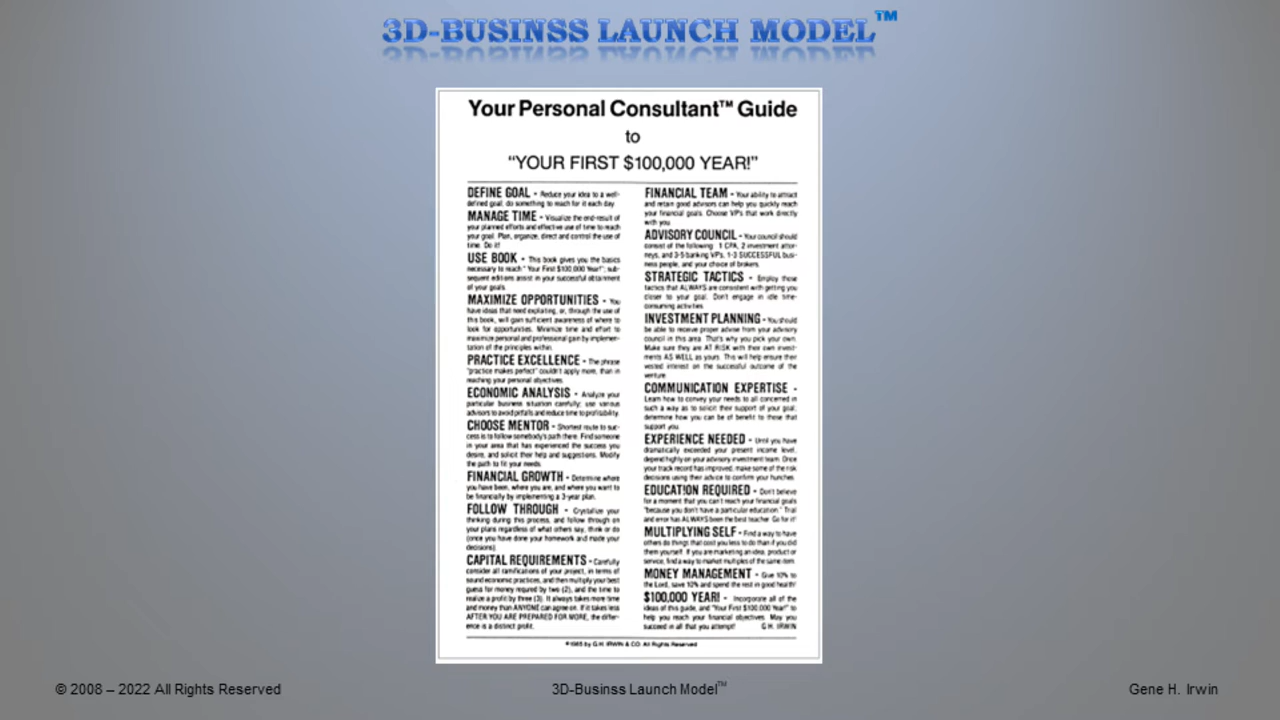 3D-BUSINSS LAUNCH MODEL™
Your Personal Consultant™ Guide
to
“YOUR FIRST $100,000 YEAR!”
DEFINE GOAL - Reduce your idea to a well-
defined goal; do something to reach for it each day.
MANAGE TIME - Visualize the end-result of
your planned efforts and effective use of time to reach
your goal. Plan, organize, direct and control the use of
time. Do it!
USE BOOK - This book gives you the basics
necessary to reach "Your First $100,000 Year!"; sub-
sequent editions assist in your successful obtainment
of your goals.
MAXIMIZE OPPORTUNITIES - You
have ideas that need exploiting, or, through the use of
this book, will gain sufficient awareness of where to
look for opportunities. Minimize time and effort to
maximize personal and professional gain by implemen-
tation of the principles within.
PRACTICE EXCELLENCE - The phrase
"practice makes perfect" couldn't apply more, than in
reaching your personal objectives.
ECONOMIC ANALYSIS - Analyze your
particular business situation carefully; use various
advisors to avoid pitfalls and reduce time to profitability.
CHOOSE MENTOR - Shortest route to suc-
cess is to follow somebody's path there. Find someone
in your area that has experienced the success you
desire, and solicit their help and suggestions. Modify
the path to fit your needs.
FINANCIAL GROWTH - Determine where
you have been, where you are, and where you want to
be financially by implementing a 3-year plan.
FOLLOW THROUGH - Crystalize your
thinking during this process, and follow through on
your plans regardless of what others say, think or do
(once you have done your homework and made your
decisions).
CAPITAL REQUIREMENTS - Carefully
consider all ramifications of your project, in terms of
sound economic practices, and then multiply your best
guess for money required by two (2), and the time to
realize a profit by three (3). It always takes more time
and money than ANYONE can agree on. If it takes less
AFTER YOU ARE PREPARED FOR MORE, the differ-
ence is a distinct profit.
FINANCIAL TEAM - Your ability to attract
and retain good advisors can help you quickly reach
your financial goals. Choose VP's that work directly
with you.
ADVISORY COUNCIL - Your council should
consist of the following: 1 CPA, 2 investment attor-
neys, and 3-5 banking VP's, 1-3 SUCCESSFUL busi-
ness people, and your choice of brokers.
STRATEGIC TACTICS - Employ those
tactics that ALWAYS are consistent with getting you
closer to your goal. Don't engage in idle time-
consuming activities.
INVESTMENT PLANNING - You should
be able to receive proper advise from your advisory
council in this area. That's why you pick your own.
Make sure they are AT RISK with their own invest-
ments AS WELL as yours. This will help ensure their
vested interest on the successful outcome of the
venture.
COMMUNICATION EXPERTISE -
Learn how to convey your needs to all concerned in
such a way as to solicit their support of your goal;
determine how you can be of benefit to those that
support you.
EXPERIENCE NEEDED - Until you have
dramatically exceeded your present income level,
depend highly on your advisory investment team. Once
your track record has improved, make some of the risk
decisions using their advice to confirm your hunches.
EDUCATION REQUIRED - Don't believe
for a moment that you can't reach your financial goals
"because you don't have a particular education." Trial
and error has ALWAYS been the best teacher. Go for it!
MULTIPLYING SELF - Find a way to have
others do things that cost you less to do than if you did
them yourself. If you are marketing an idea, product or
service, find a way to market multiples of the same item.
MONEY MANAGEMENT - Give 10% to
the Lord, save 10% and spend the rest in good health!
$100,000 YEAR! - Incorporate all of the
ideas of this guide, and "Your First $100,000 Year!" to
help you reach your financial objectives. May you
succeed in all that you attempt! G.H. IRWIN
©1985 by G.H. IRWIN & CO. All Rights Reserved
© 2008 – 2022 All Rights Reserved
3D-Businss Launch Model™
Gene H. Irwin